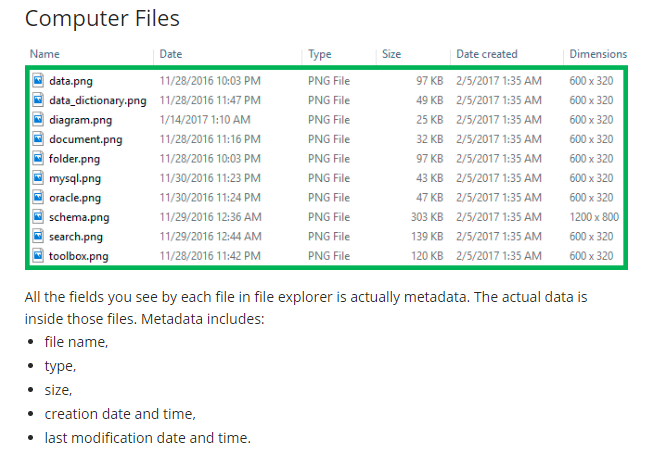 Computer Files
Name Date Type Size Date created Dimensions
data.png 11/28/2016 10:03 PM PNG File 97 KB 2/5/2017 1:35 AM 600 x 320
data_dictionary.png 11/28/2016 11:47 PM PNG File 49 KB 2/5/2017 1:35 AM 600 x 320
diagram.png 1/14/2017 1:10 AM PNG File 25 KB 2/5/2017 1:35 AM 600 x 320
document.png 11/28/2016 11:16 PM PNG File 32 KB 2/5/2017 1:35 AM 600 x 320
folder.png 11/28/2016 10:03 PM PNG File 97 KB 2/5/2017 1:35 AM 600 x 320
mysql.png 11/30/2016 11:23 PM PNG File 43 KB 2/5/2017 1:35 AM 600 x 320
oracle.png 11/30/2016 11:24 PM PNG File 47 KB 2/5/2017 1:35 AM 600 x 320
schema.png 11/29/2016 12:36 AM PNG File 303 KB 2/5/2017 1:35 AM 1200 x 800
search.png 11/29/2016 12:44 AM PNG File 139 KB 2/5/2017 1:35 AM 600 x 320
toolbox.png 11/28/2016 11:42 PM PNG File 120 KB 2/5/2017 1:35 AM 600 x 320
All the fields you see by each file in file explorer is actually metadata. The actual data is
inside those files. Metadata includes:
• file name,
• type,
• size,
• creation date and time,
• last modification date and time.